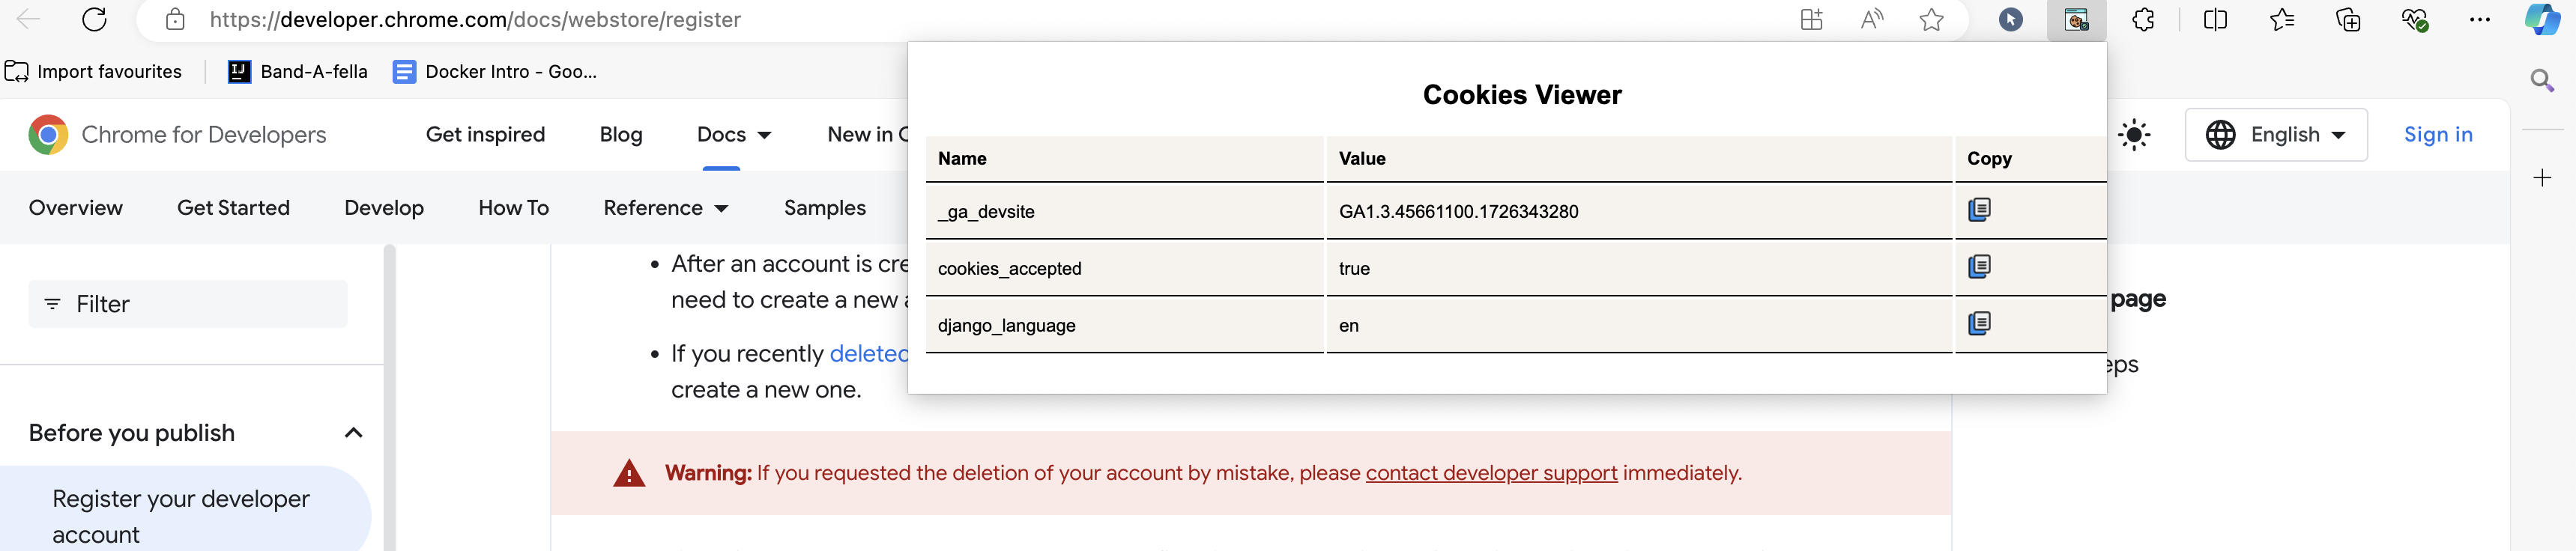 https://developer.chrome.com/docs/webstore/register
Import favourites
Band-A-fella
Docker Intro - Goo...
Cookies Viewer
Name Value Copy
_ga_devsite GA1.3.45661100.1726343280
cookies_accepted true
django_language en
Chrome for Developers
Get inspired
Blog
Docs
New in
English
Sign in
Overview
Get Started
Develop
How To
Reference
Samples
Filter
Before you publish
Register your developer
account
After an account is cre
need to create a new
If you recently deleted
create a new one.
Warning: If you requested the deletion of your account by mistake, please contact developer support immediately.
page
eps